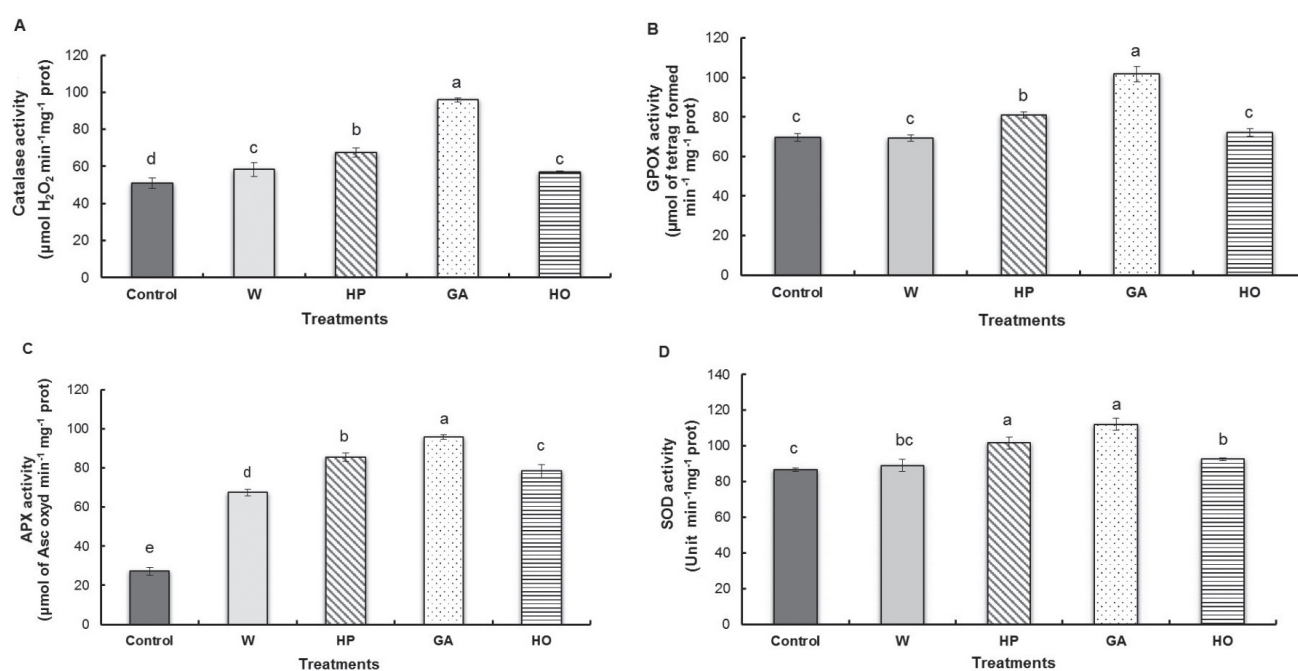 A
Catalase activity
(µmol H₂O₂ min⁻¹mg⁻¹ prot)
120
100
80
60
40
20
0
d
c
b
a
c
Control W HP GA HO
Treatments
B
GPOX activity
(µmol of tetrag formed
min⁻¹ mg⁻¹ prot)
120
100
80
60
40
20
0
c
c
b
a
c
Control W HP GA HO
Treatments
C
APX activity
(µmol of Asc oxyd min⁻¹ mg⁻¹ prot)
120
100
80
60
40
20
0
e
d
b
a
c
Control W HP GA HO
Treatments
D
SOD activity
(Unit min⁻¹mg⁻¹ prot)
140
120
100
80
60
40
20
0
c
bc
a
a
b
Control W HP GA HO
Treatments